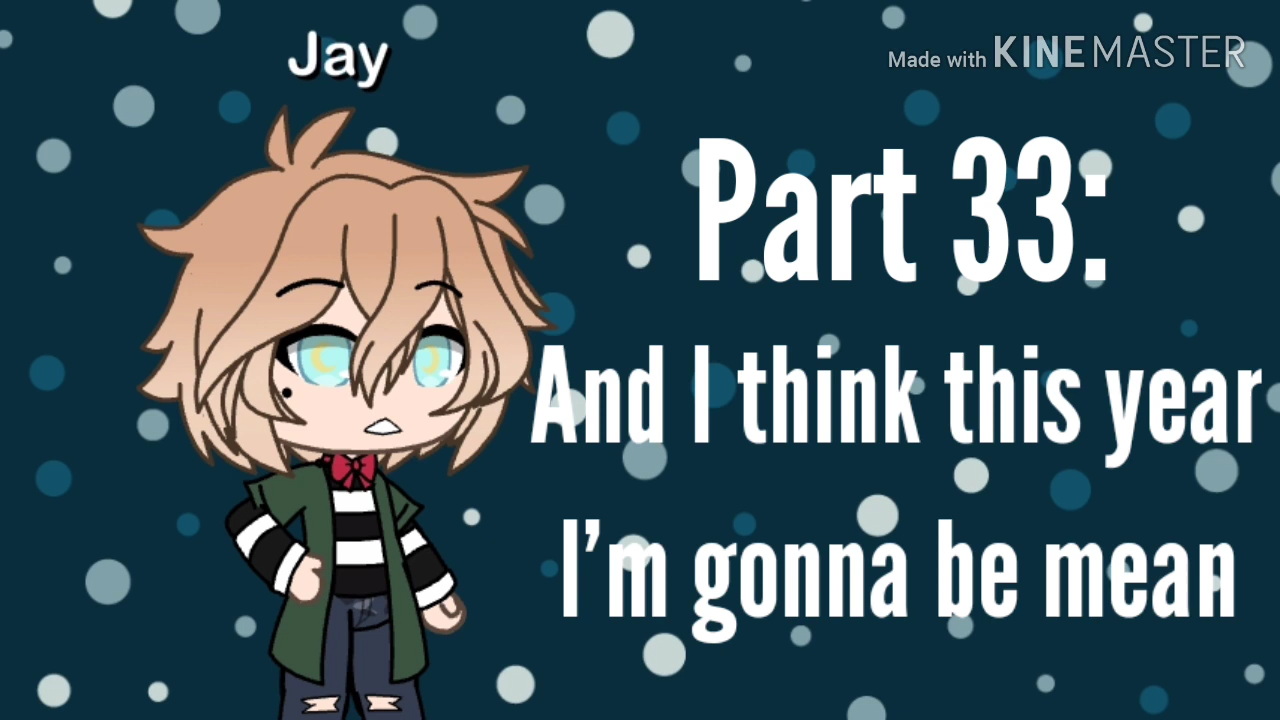 Jay
Made with KINEMASTER
Part 33:
And I think this year
I’m gonna be mean